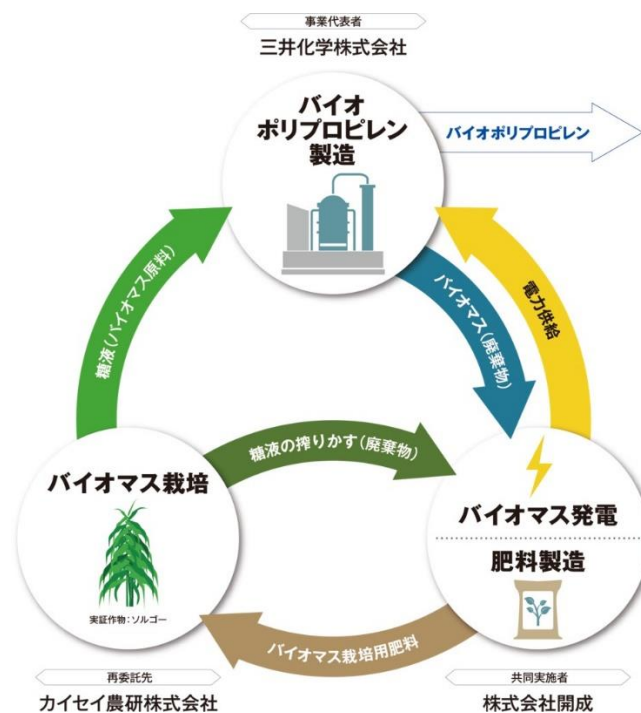 事業代表者
三井化学株式会社
バイオ
ポリプロピレン
製造
バイオポリプロピレン
糖液(バイオマス原料)
バイオマス(廃棄物)
電力供給
糖液の搾りかす(廃棄物)
バイオマス栽培
実証作物:ソルゴー
バイオマス発電
肥料製造
バイオマス栽培用肥料
再委託先
カイセイ農研株式会社
共同実施者
株式会社開成